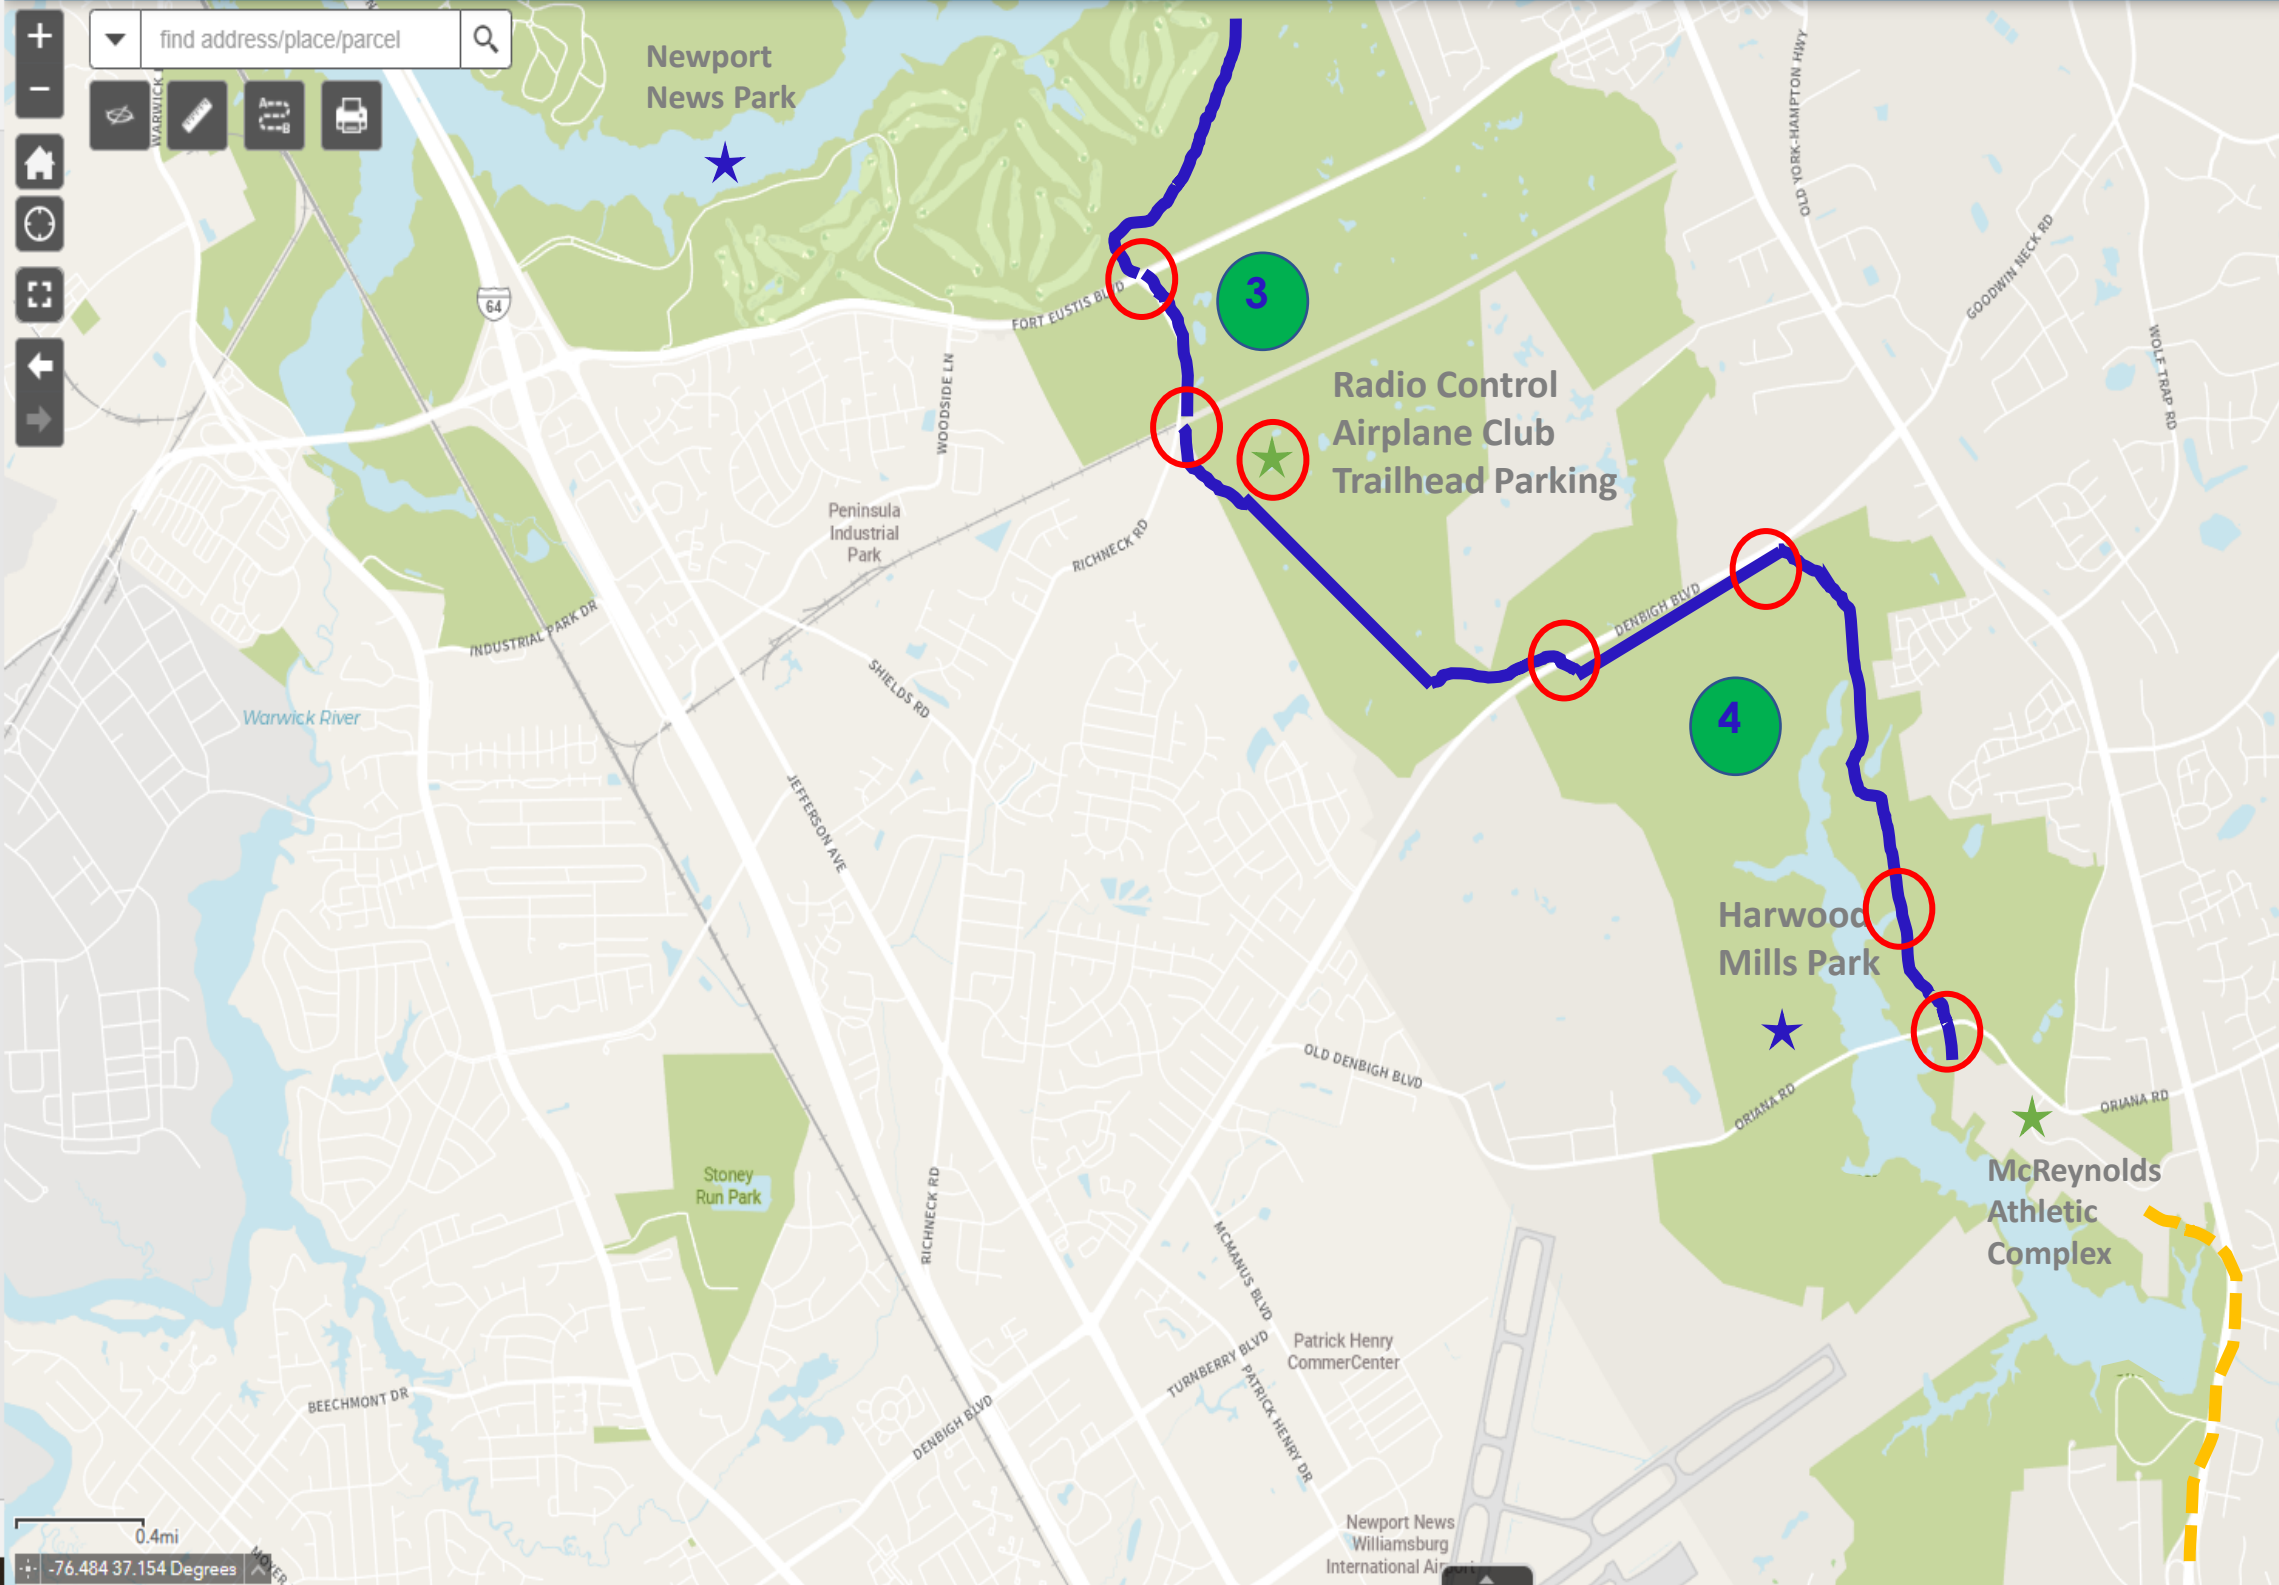 find address/place/parcel
Newport
News Park
OLD YORK-HAMPTON HWY
64
FORT EUSTIS BLVD
3
GOODWIN NECK RD
WOLF TRAP RD
WOODSIDE LN
Radio Control
Airplane Club
Trailhead Parking
Peninsula
Industrial
Park
RICHNECK RD
INDUSTRIAL PARK DR
DENBIGH BLVD
SHIELDS RD
Warwick River
4
JEFFERSON AVE
Harwood
Mills Park
OLD DENBIGH BLVD
ORIANA RD
ORIANA RD
McReynolds
Athletic
Complex
Stoney
Run Park
RICHNECK RD
MCMANUS BLVD
Patrick Henry
CommerCenter
TURNBERRY BLVD
PATRICK HENRY DR
BEECHMONT DR
DENBIGH BLVD
Newport News
Williamsburg
International Airport
0.4mi
-76.484 37.154 Degrees